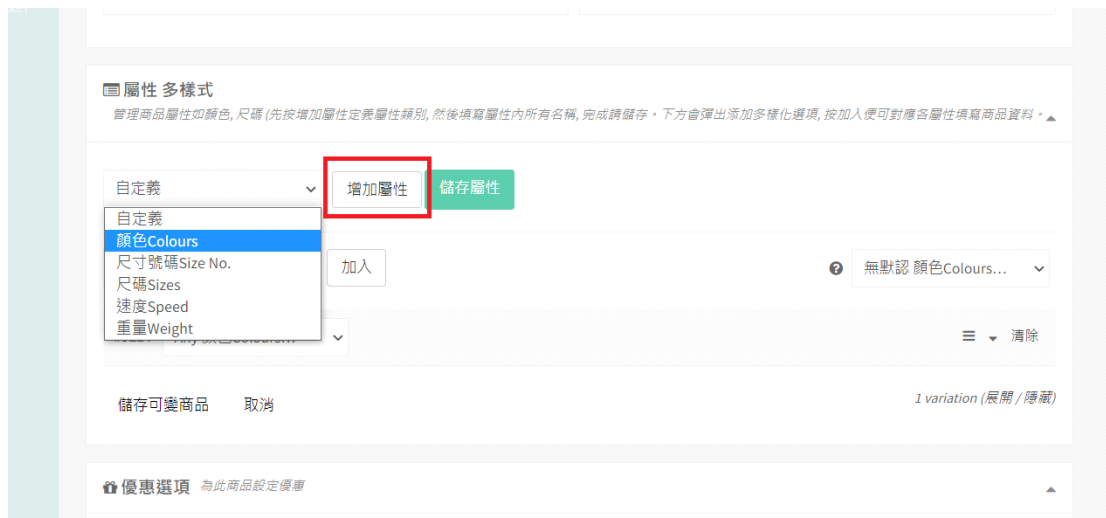 屬性 多樣式
管理商品屬性如顏色, 尺碼 (先按增加屬性定義屬性類別, 然後填寫屬性內所有名稱, 完成請儲存。下方會彈出添加多樣化選項, 按加入便可對應各屬性填寫商品資料。
自定義 增加屬性 儲存屬性
自定義
顏色Colours
尺寸號碼Size No.
尺碼Sizes
速度Speed
重量Weight
加入 無默認 顏色Colours...
清除
儲存可變商品 取消 1 variation (展開 / 隱藏)
優惠選項 為此商品設定優惠